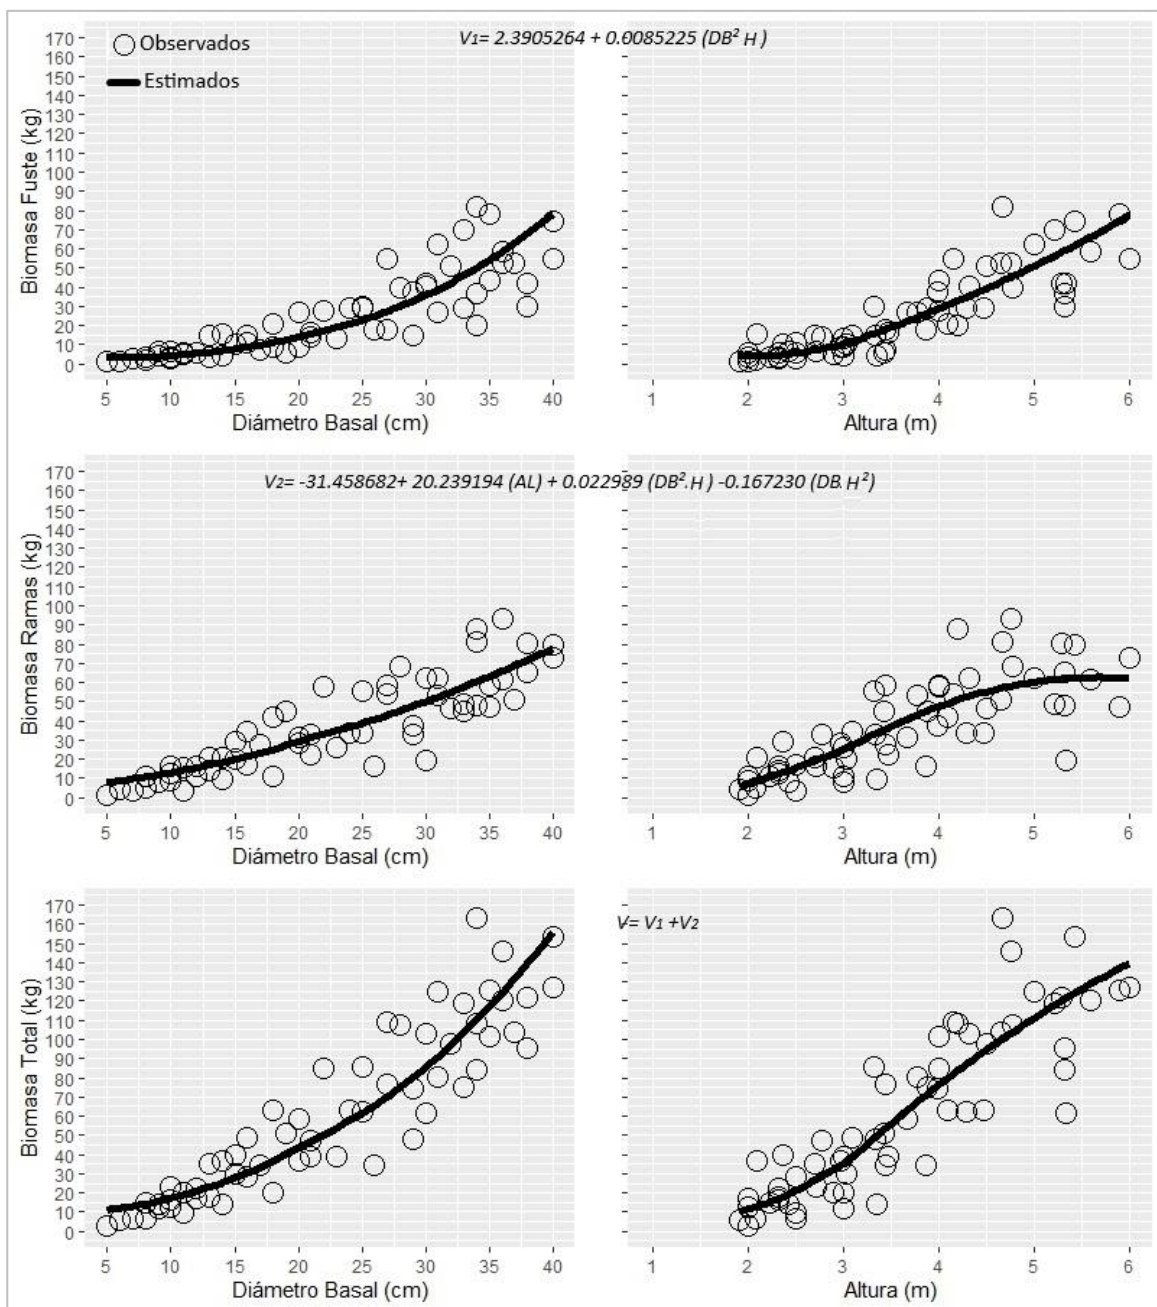 V1= 2.3905264 + 0.0085225 (DB² H )
Observados
Estimados
Biomasa Fuste (kg)
170
160
150
140
130
120
110
100
90
80
70
60
50
40
30
20
10
0
5 10 15 20 25 30 35 40
Diámetro Basal (cm)
1 2 3 4 5 6
Altura (m)
V2= -31.458682+ 20.239194 (AL) + 0.022989 (DB².H ) -0.167230 (DB.H²)
Biomasa Ramas (kg)
170
160
150
140
130
120
110
100
90
80
70
60
50
40
30
20
10
0
5 10 15 20 25 30 35 40
Diámetro Basal (cm)
1 2 3 4 5 6
Altura (m)
V= V1 +V2
Biomasa Total (kg)
170
160
150
140
130
120
110
100
90
80
70
60
50
40
30
20
10
0
5 10 15 20 25 30 35 40
Diámetro Basal (cm)
1 2 3 4 5 6
Altura (m)